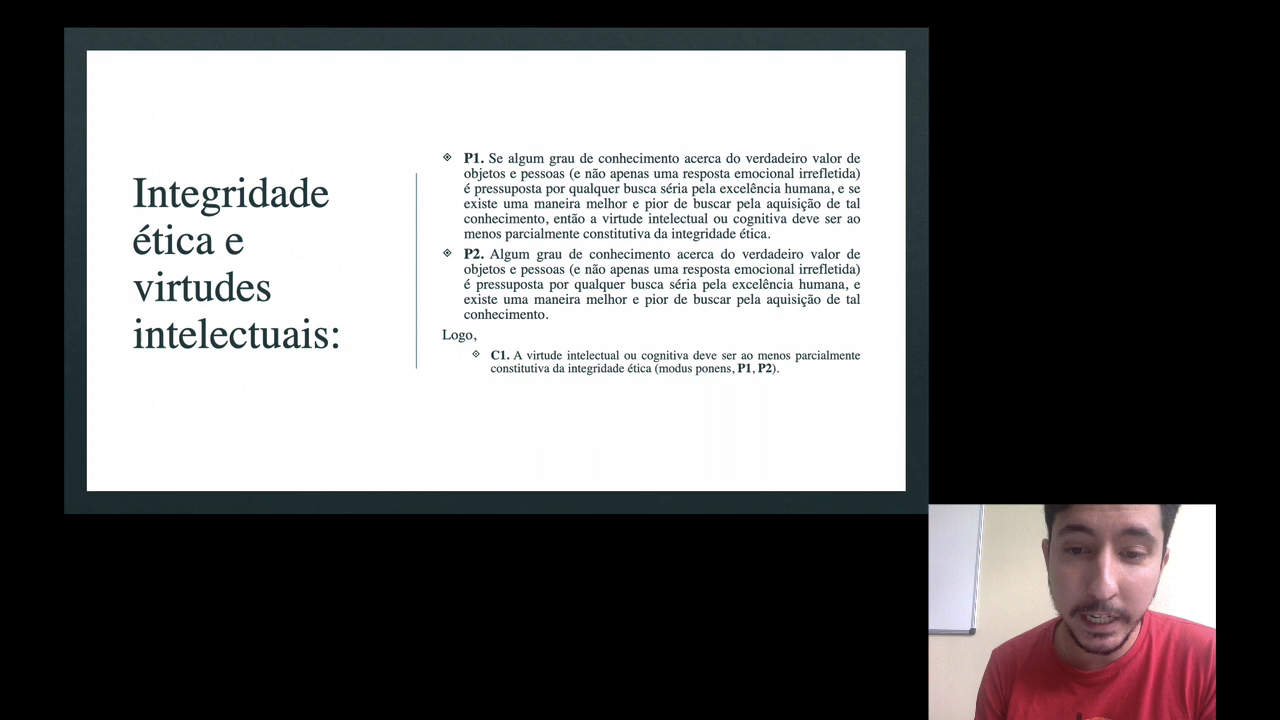 Integridade
ética e
virtudes
intelectuais:
P1. Se algum grau de conhecimento acerca do verdadeiro valor de
objetos e pessoas (e não apenas uma resposta emocional irrefletida)
é pressuposta por qualquer busca séria pela excelência humana, e se
existe uma maneira melhor e pior de buscar pela aquisição de tal
conhecimento, então a virtude intelectual ou cognitiva deve ser ao
menos parcialmente constitutiva da integridade ética.
P2. Algum grau de conhecimento acerca do verdadeiro valor de
objetos e pessoas (e não apenas uma resposta emocional irrefletida)
é pressuposta por qualquer busca séria pela excelência humana, e
existe uma maneira melhor e pior de buscar pela aquisição de tal
conhecimento.
Logo,
C1. A virtude intelectual ou cognitiva deve ser ao menos parcialmente
constitutiva da integridade ética (modus ponens, P1, P2).